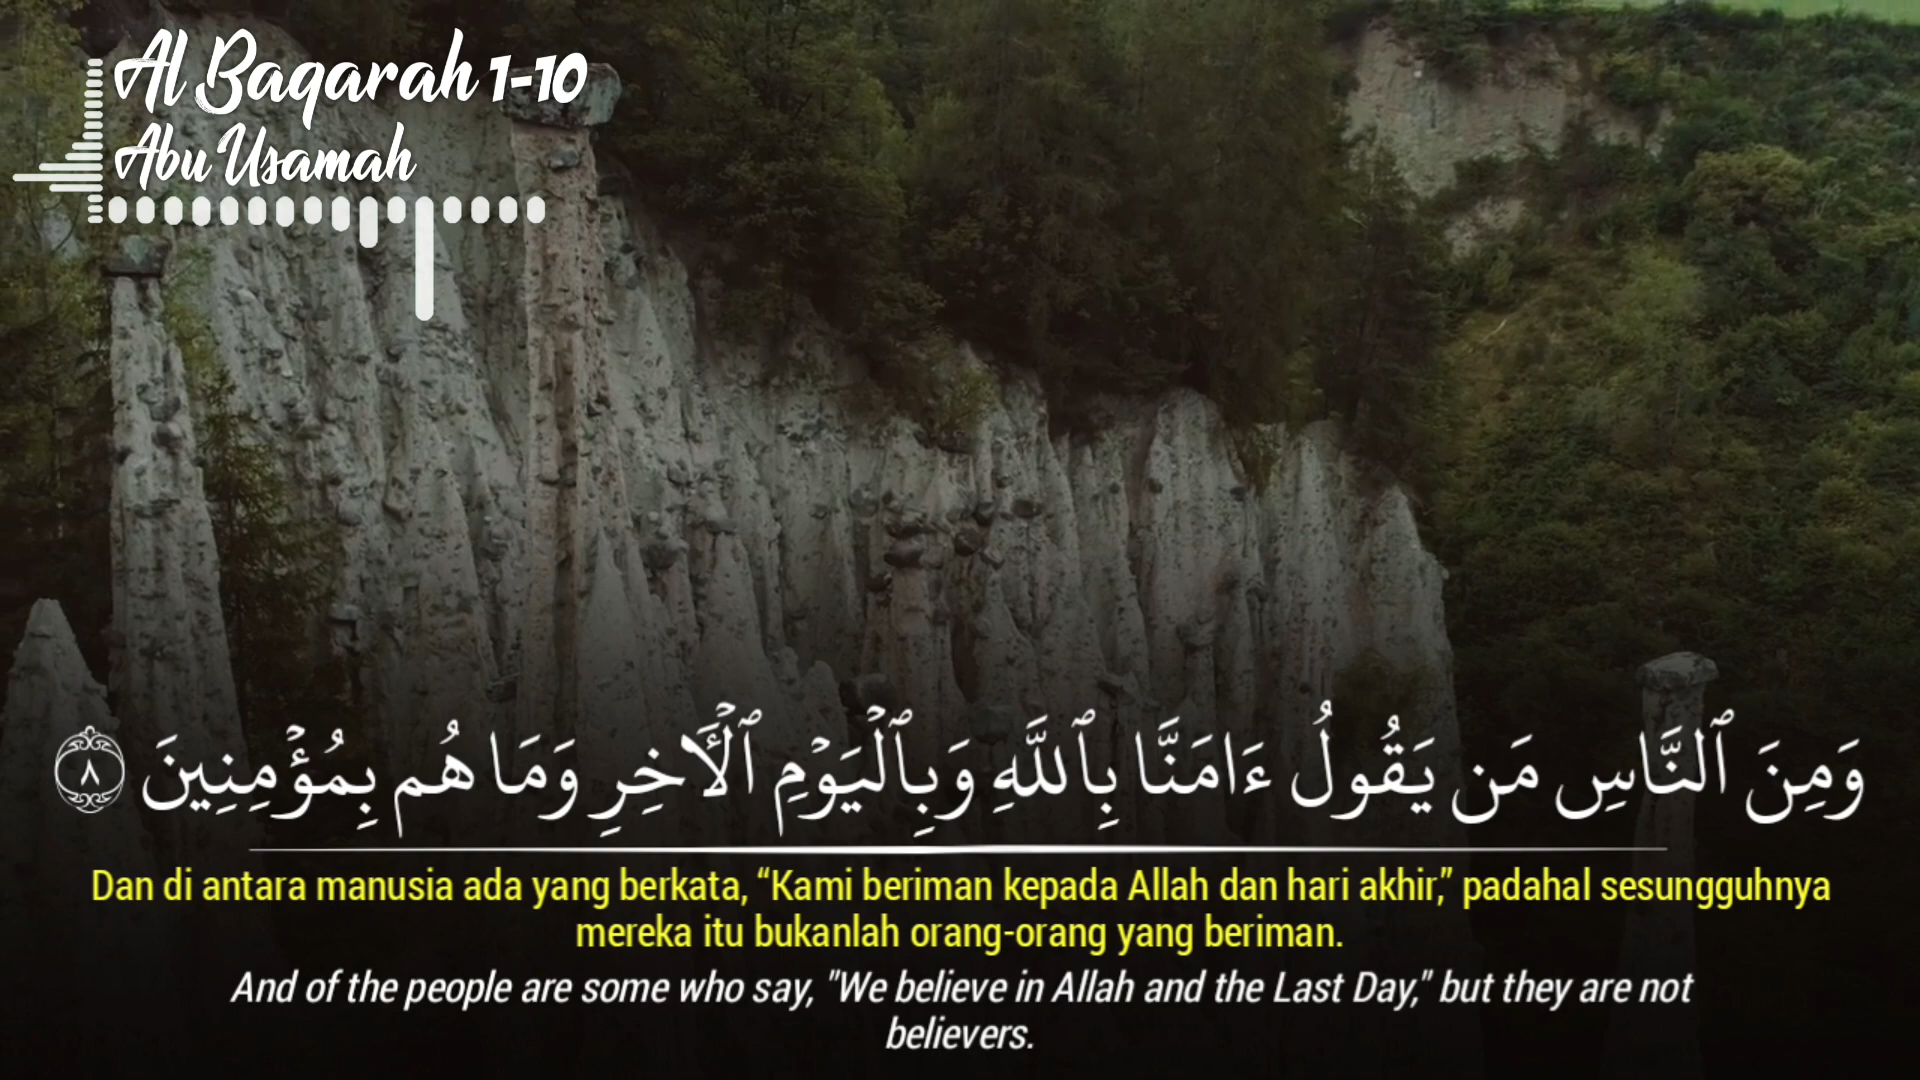 Al Baqarah 1-10
Abu Usamah
وَمِنَ ٱلنَّاسِ مَن يَقُولُ ءَامَنَّا بِٱللَّهِ وَبِٱلْيَوْمِ ٱلْءَاخِرِ وَمَا هُم بِمُؤْمِنِينَ ٨
Dan di antara manusia ada yang berkata, “Kami beriman kepada Allah dan hari akhir,” padahal sesungguhnya
mereka itu bukanlah orang-orang yang beriman.
And of the people are some who say, "We believe in Allah and the Last Day," but they are not
believers.